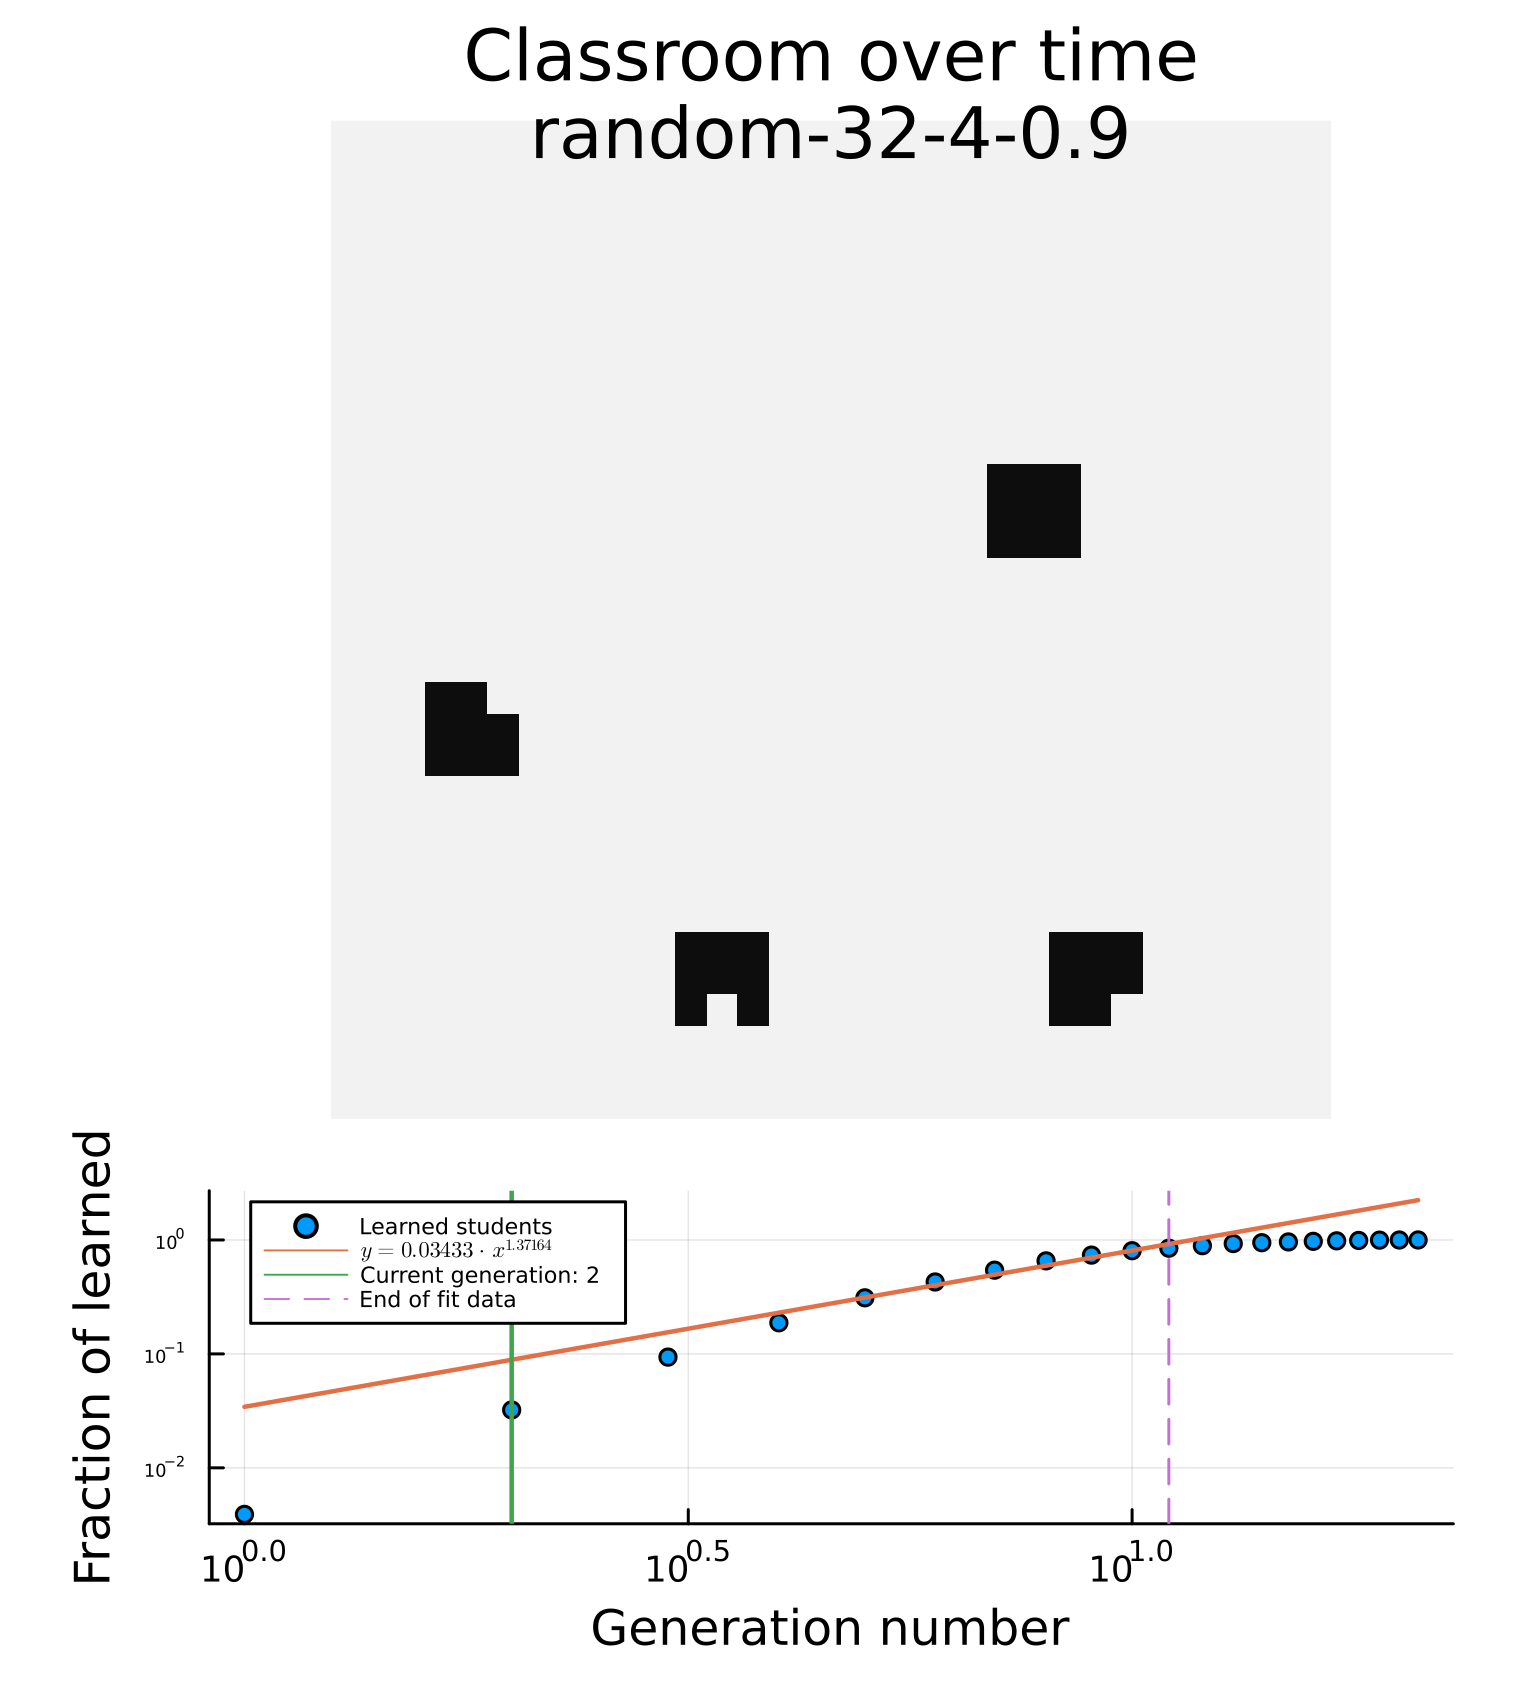 Classroom over time
random-32-4-0.9
Fraction of learned
10^0
10^−1
10^−2
Learned students
y = 0.03433 · x^1.37164
Current generation: 2
End of fit data
10^0.0
10^0.5
10^1.0
Generation number